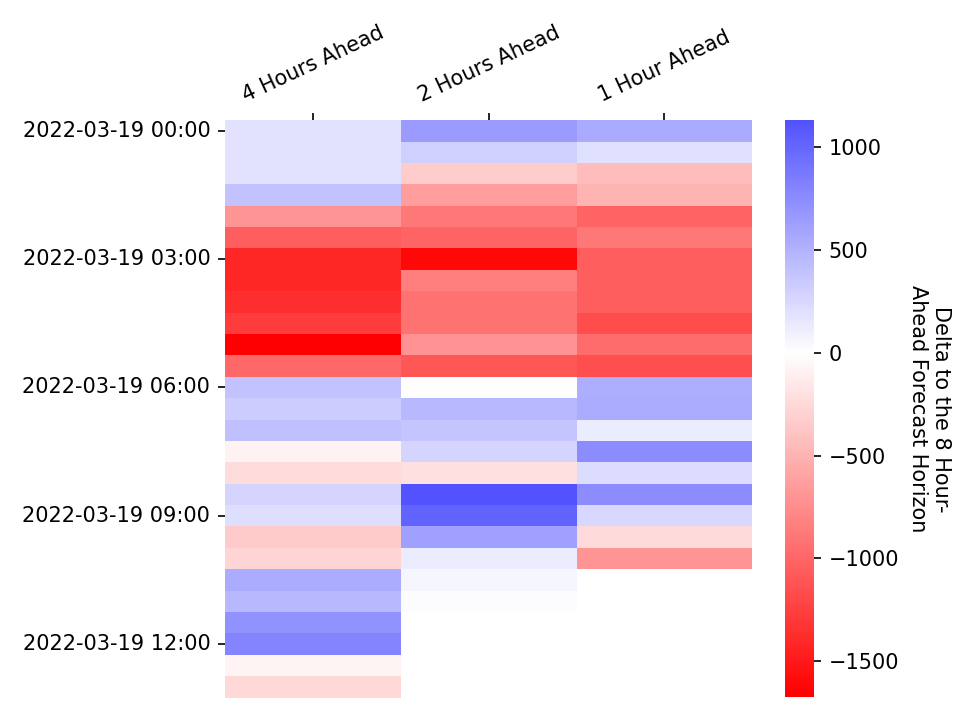 4 Hours Ahead
2 Hours Ahead
1 Hour Ahead
2022-03-19 00:00
2022-03-19 03:00
2022-03-19 06:00
2022-03-19 09:00
2022-03-19 12:00
1000
500
0
−500
−1000
−1500
Delta to the 8 Hour-
Ahead Forecast Horizon